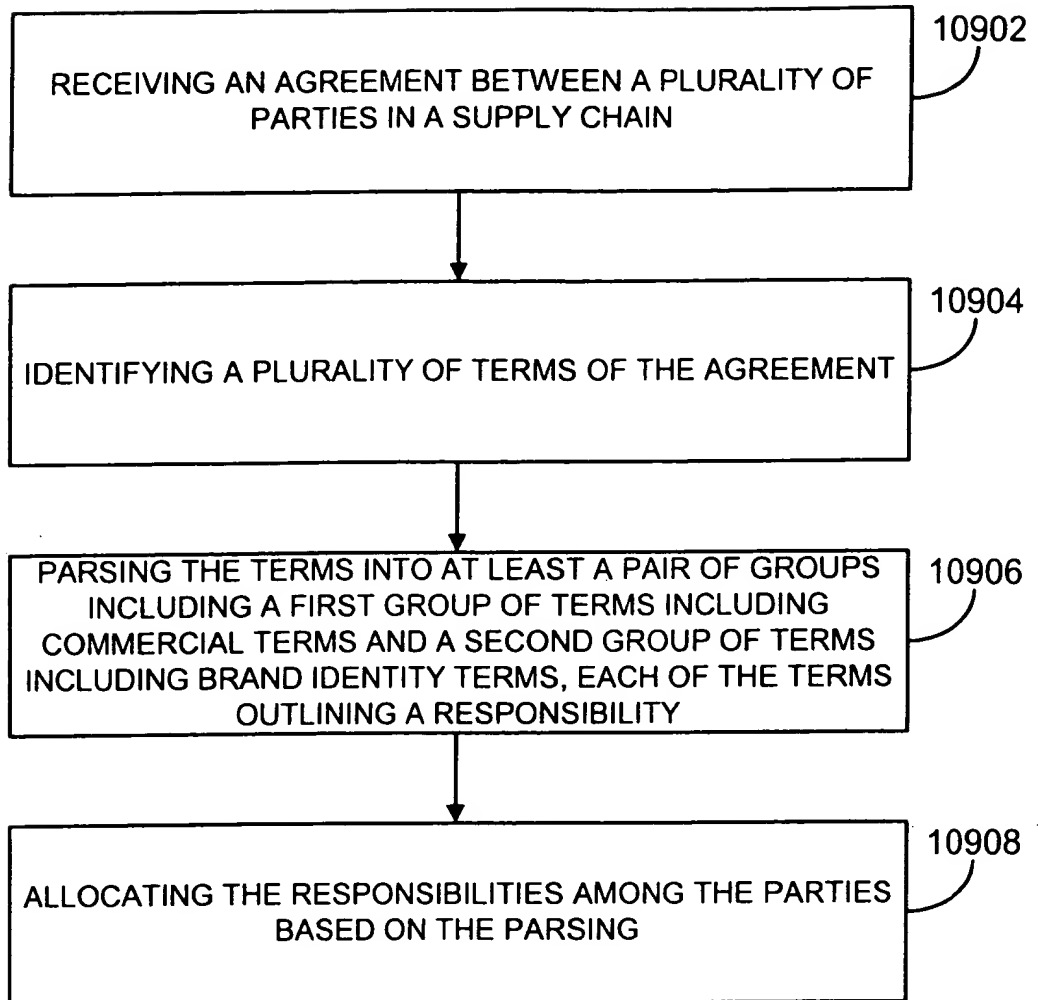 10902
RECEIVING AN AGREEMENT BETWEEN A PLURALITY OF
PARTIES IN A SUPPLY CHAIN
10904
IDENTIFYING A PLURALITY OF TERMS OF THE AGREEMENT
10906
PARSING THE TERMS INTO AT LEAST A PAIR OF GROUPS
INCLUDING A FIRST GROUP OF TERMS INCLUDING
COMMERCIAL TERMS AND A SECOND GROUP OF TERMS
INCLUDING BRAND IDENTITY TERMS, EACH OF THE TERMS
OUTLINING A RESPONSIBILITY
10908
ALLOCATING THE RESPONSIBILITIES AMONG THE PARTIES
BASED ON THE PARSING